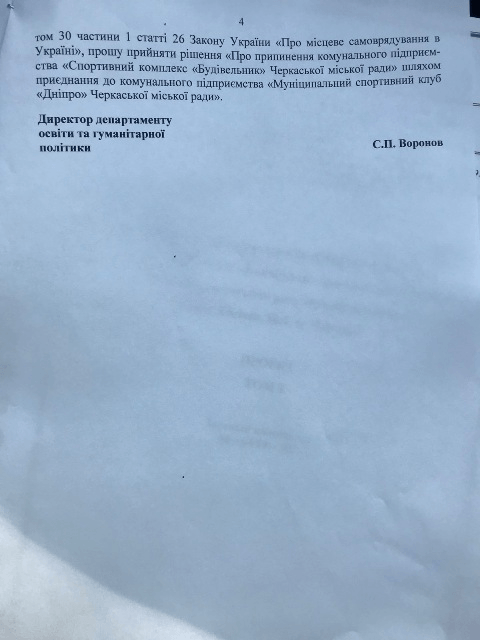 4
том 30 частини 1 статті 26 Закону України «Про місцеве самоврядування в
Україні», прошу прийняти рішення «Про припинення комунального підприєм-
ства «Спортивний комплекс «Будівельник» Черкаської міської ради» шляхом
приєднання до комунального підприємства «Муніципальний спортивний клуб
«Дніпро» Черкаської міської ради».
Директор департаменту
освіти та гуманітарної
політики
С.П. Воронов